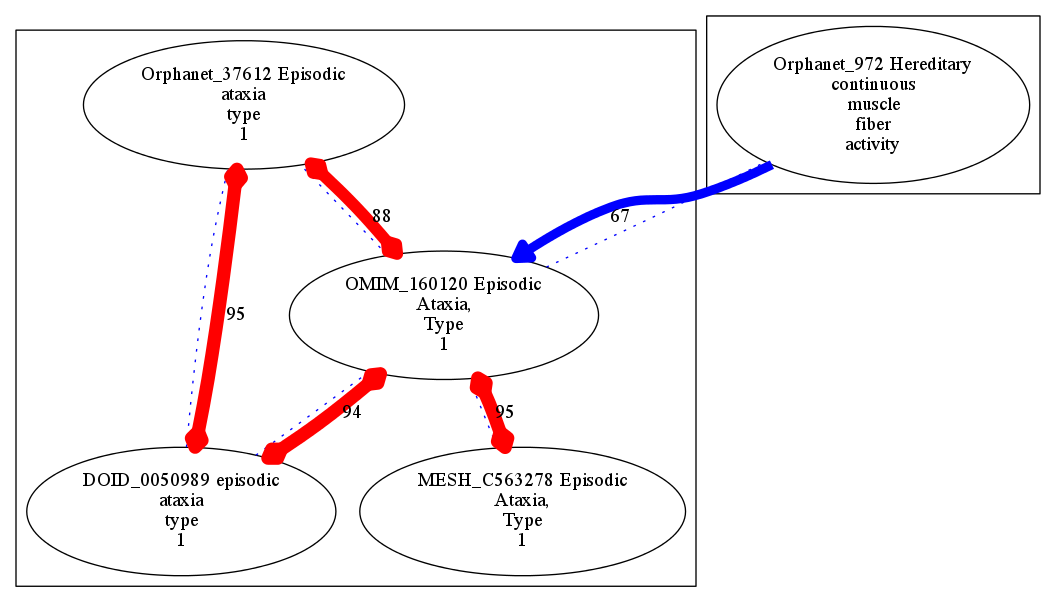 Orphanet_37612 Episodic
ataxia
type
1
Orphanet_972 Hereditary
continuous
muscle
fiber
activity
88
67
OMIM_160120 Episodic
Ataxia,
Type
1
95
94
95
DOID_0050989 episodic
ataxia
type
1
MESH_C563278 Episodic
Ataxia,
Type
1